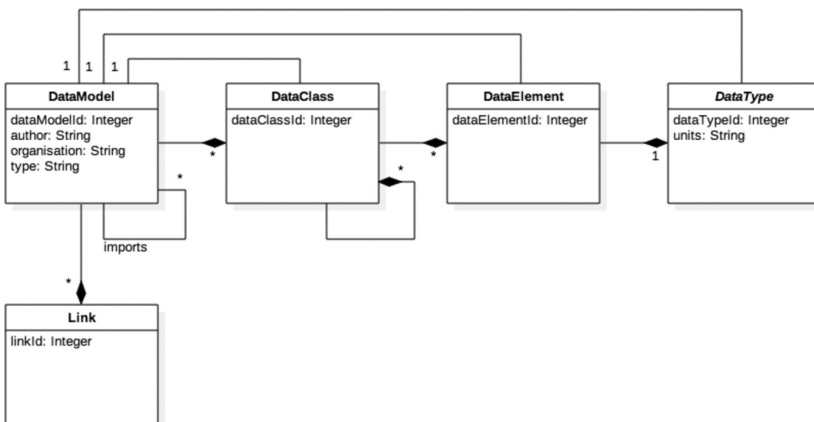 1 1 1
DataModel
dataModelId: Integer
author: String
organisation: String
type: String
DataClass
dataClassId: Integer
DataElement
dataElementId: Integer
DataType
dataTypeId: Integer
units: String
*
*
1
*
*
imports
*
Link
linkId: Integer